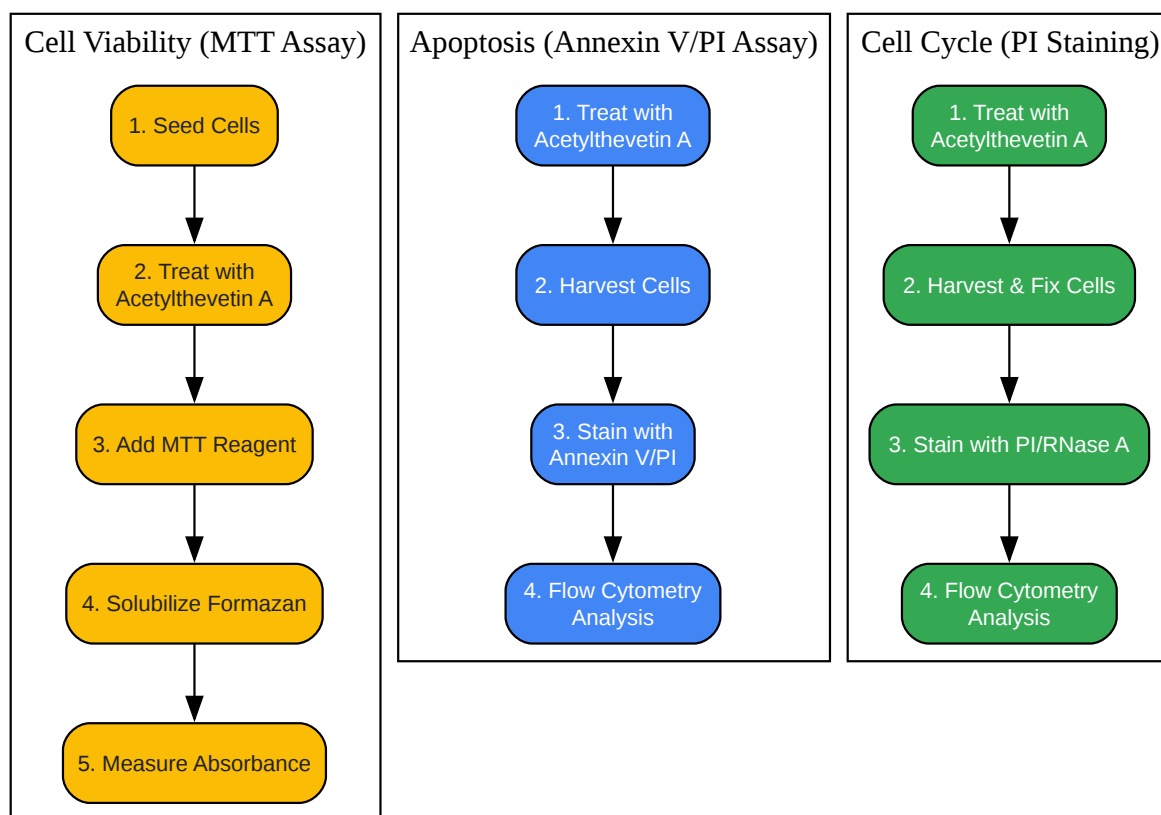 Cell Viability (MTT Assay)
1. Seed Cells
2. Treat with
Acetylthevetin A
3. Add MTT Reagent
4. Solubilize Formazan
5. Measure Absorbance
Apoptosis (Annexin V/PI Assay)
1. Treat with
Acetylthevetin A
2. Harvest Cells
3. Stain with
Annexin V/PI
4. Flow Cytometry
Analysis
Cell Cycle (PI Staining)
1. Treat with
Acetylthevetin A
2. Harvest & Fix Cells
3. Stain with PI/RNase A
4. Flow Cytometry
Analysis